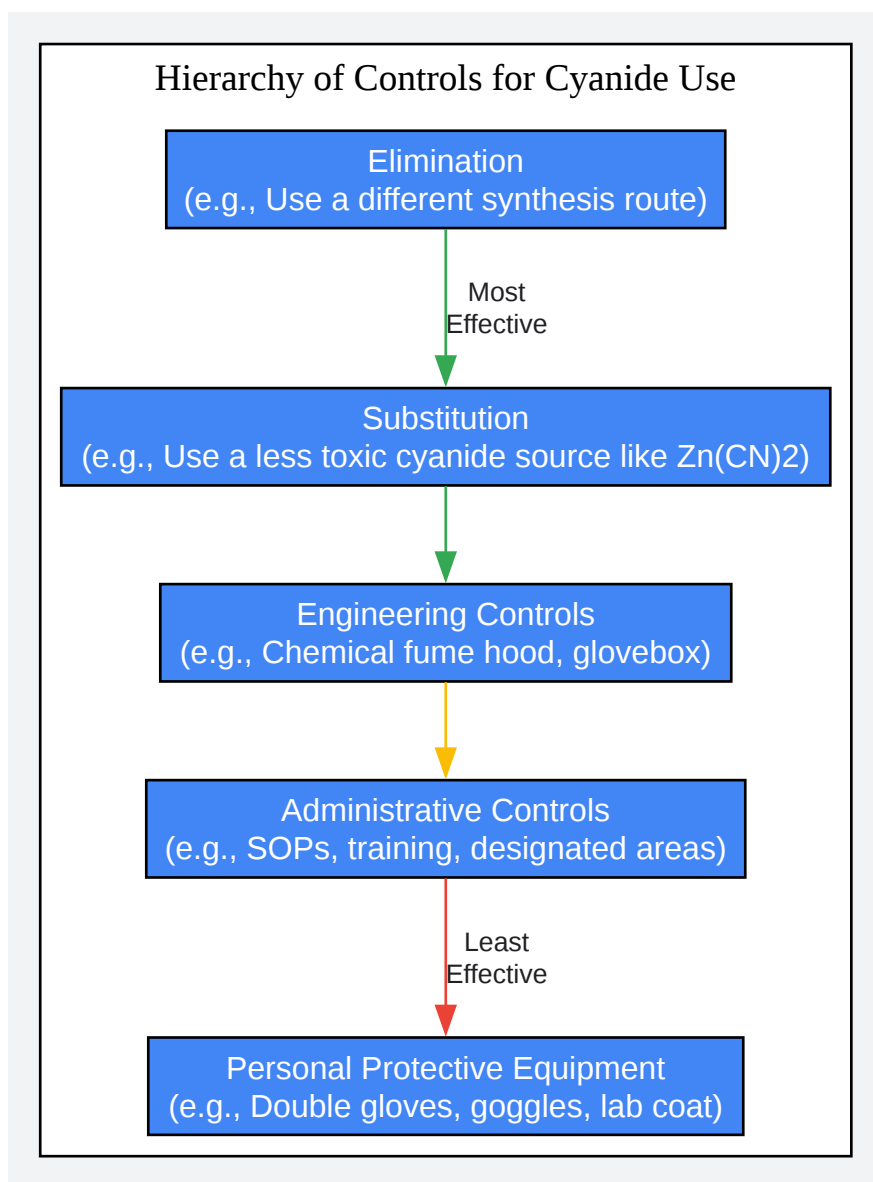 Hierarchy of Controls for Cyanide Use
Elimination
(e.g., Use a different synthesis route)
Most
Effective
Substitution
(e.g., Use a less toxic cyanide source like Zn(CN)2)
Engineering Controls
(e.g., Chemical fume hood, glovebox)
Administrative Controls
(e.g., SOPs, training, designated areas)
Least
Effective
Personal Protective Equipment
(e.g., Double gloves, goggles, lab coat)